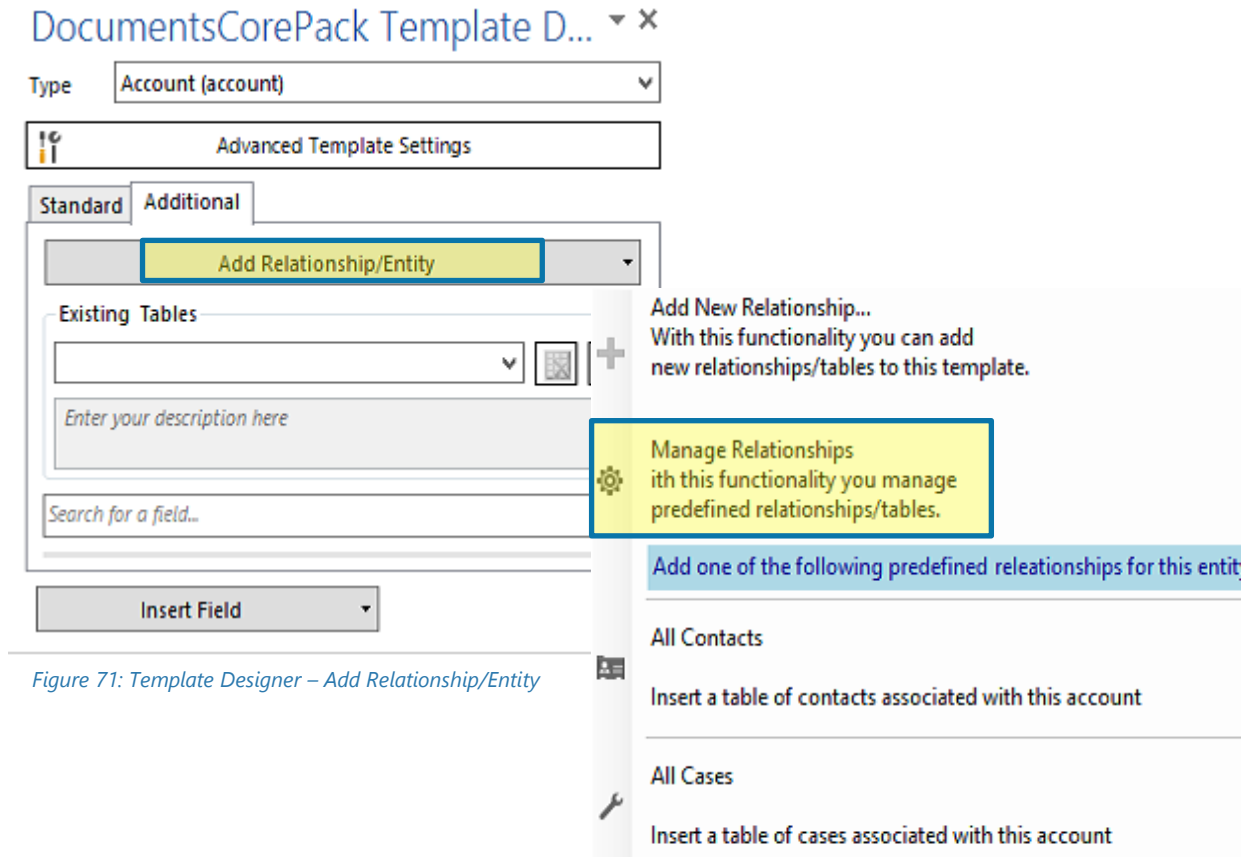 DocumentsCorePack Template D...
Type
Account (account)
Advanced Template Settings
Standard
Additional
Add Relationship/Entity
Existing Tables
Enter your description here
Search for a field...
Insert Field
Figure 71: Template Designer – Add Relationship/Entity
Add New Relationship...
With this functionality you can add
new relationships/tables to this template.
Manage Relationships
ith this functionality you manage
predefined relationships/tables.
Add one of the following predefined releationships for this entity
All Contacts
Insert a table of contacts associated with this account
All Cases
Insert a table of cases associated with this account